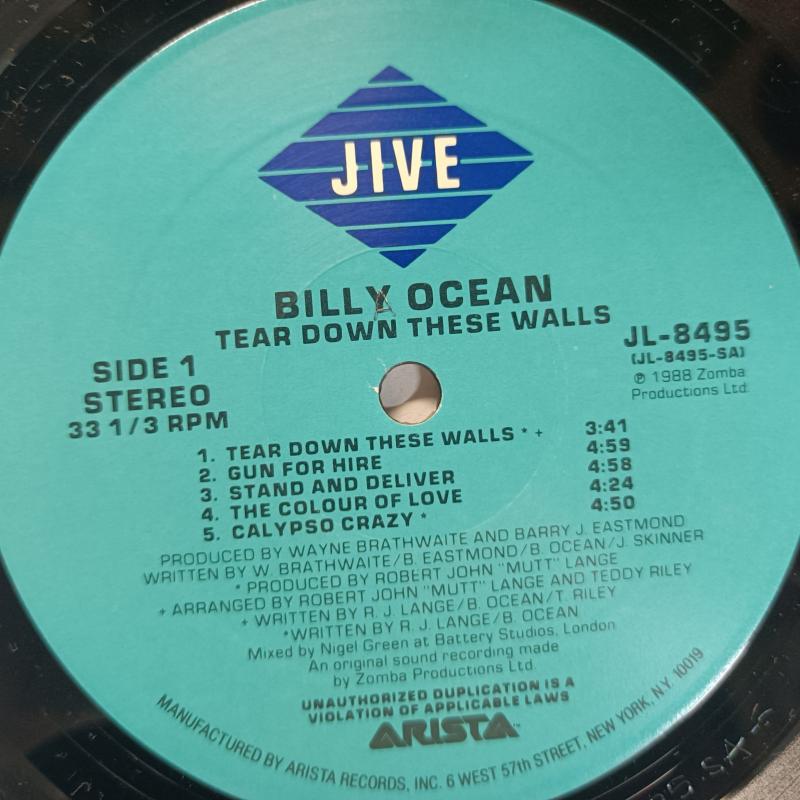 JIVE
BILLY OCEAN
TEAR DOWN THESE WALLS
SIDE 1
STEREO
33 1/3 RPM
JL-8495
(JL-8495-SA)
℗ 1988 Zomba
Productions Ltd.
1. TEAR DOWN THESE WALLS * + 3:41
2. GUN FOR HIRE 4:59
3. STAND AND DELIVER 4:58
4. THE COLOUR OF LOVE 4:24
5. CALYPSO CRAZY * 4:50
PRODUCED BY WAYNE BRATHWAITE AND BARRY J. EASTMOND
WRITTEN BY W. BRATHWAITE/B. EASTMOND/B. OCEAN/J. SKINNER
* PRODUCED BY ROBERT JOHN "MUTT" LANGE
+ ARRANGED BY ROBERT JOHN "MUTT" LANGE AND TEDDY RILEY
+ WRITTEN BY R. J. LANGE/B. OCEAN/T. RILEY
*WRITTEN BY R. J. LANGE/B. OCEAN
Mixed by Nigel Green at Battery Studios, London
An original sound recording made
by Zomba Productions Ltd.
UNAUTHORIZED DUPLICATION IS A
VIOLATION OF APPLICABLE LAWS
ARISTA™
MANUFACTURED BY ARISTA RECORDS, INC. 6 WEST 57th STREET, NEW YORK, N.Y. 10019